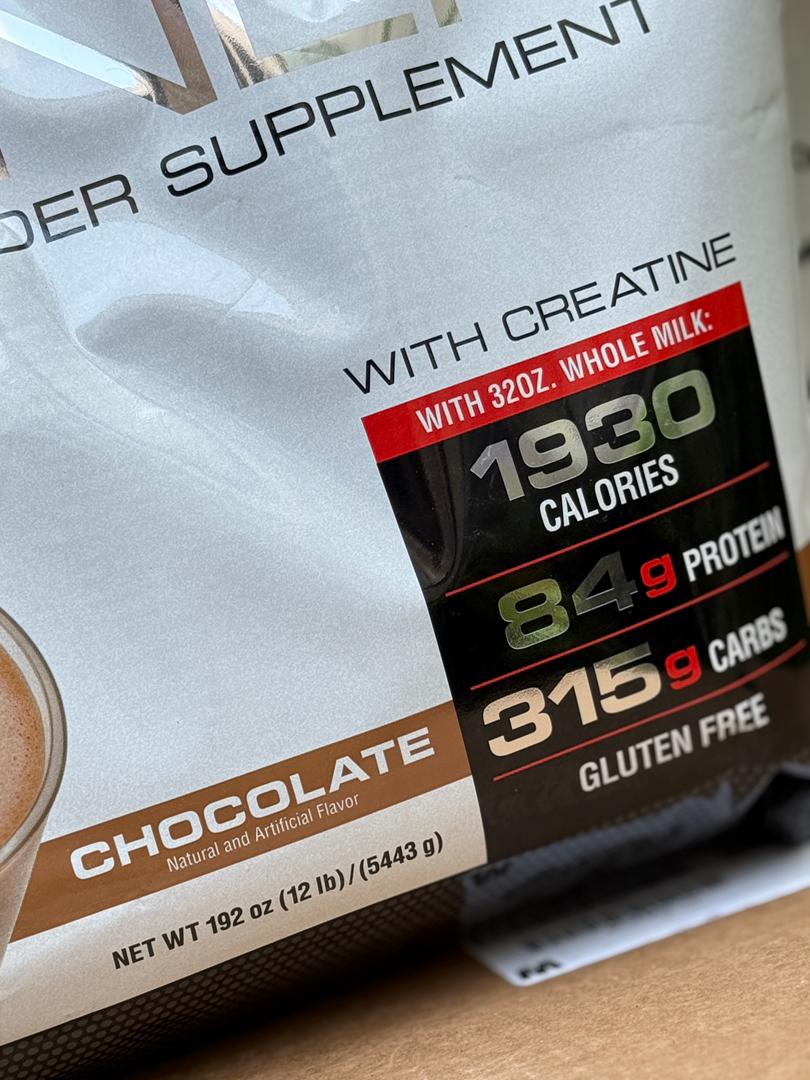 SUPPLEMENT
WITH CREATINE
WITH 32OZ. WHOLE MILK:
1930
CALORIES
84g PROTEIN
315g CARBS
GLUTEN FREE
CHOCOLATE
Natural and Artificial Flavor
NET WT 192 oz (12 lb) / (5443 g)